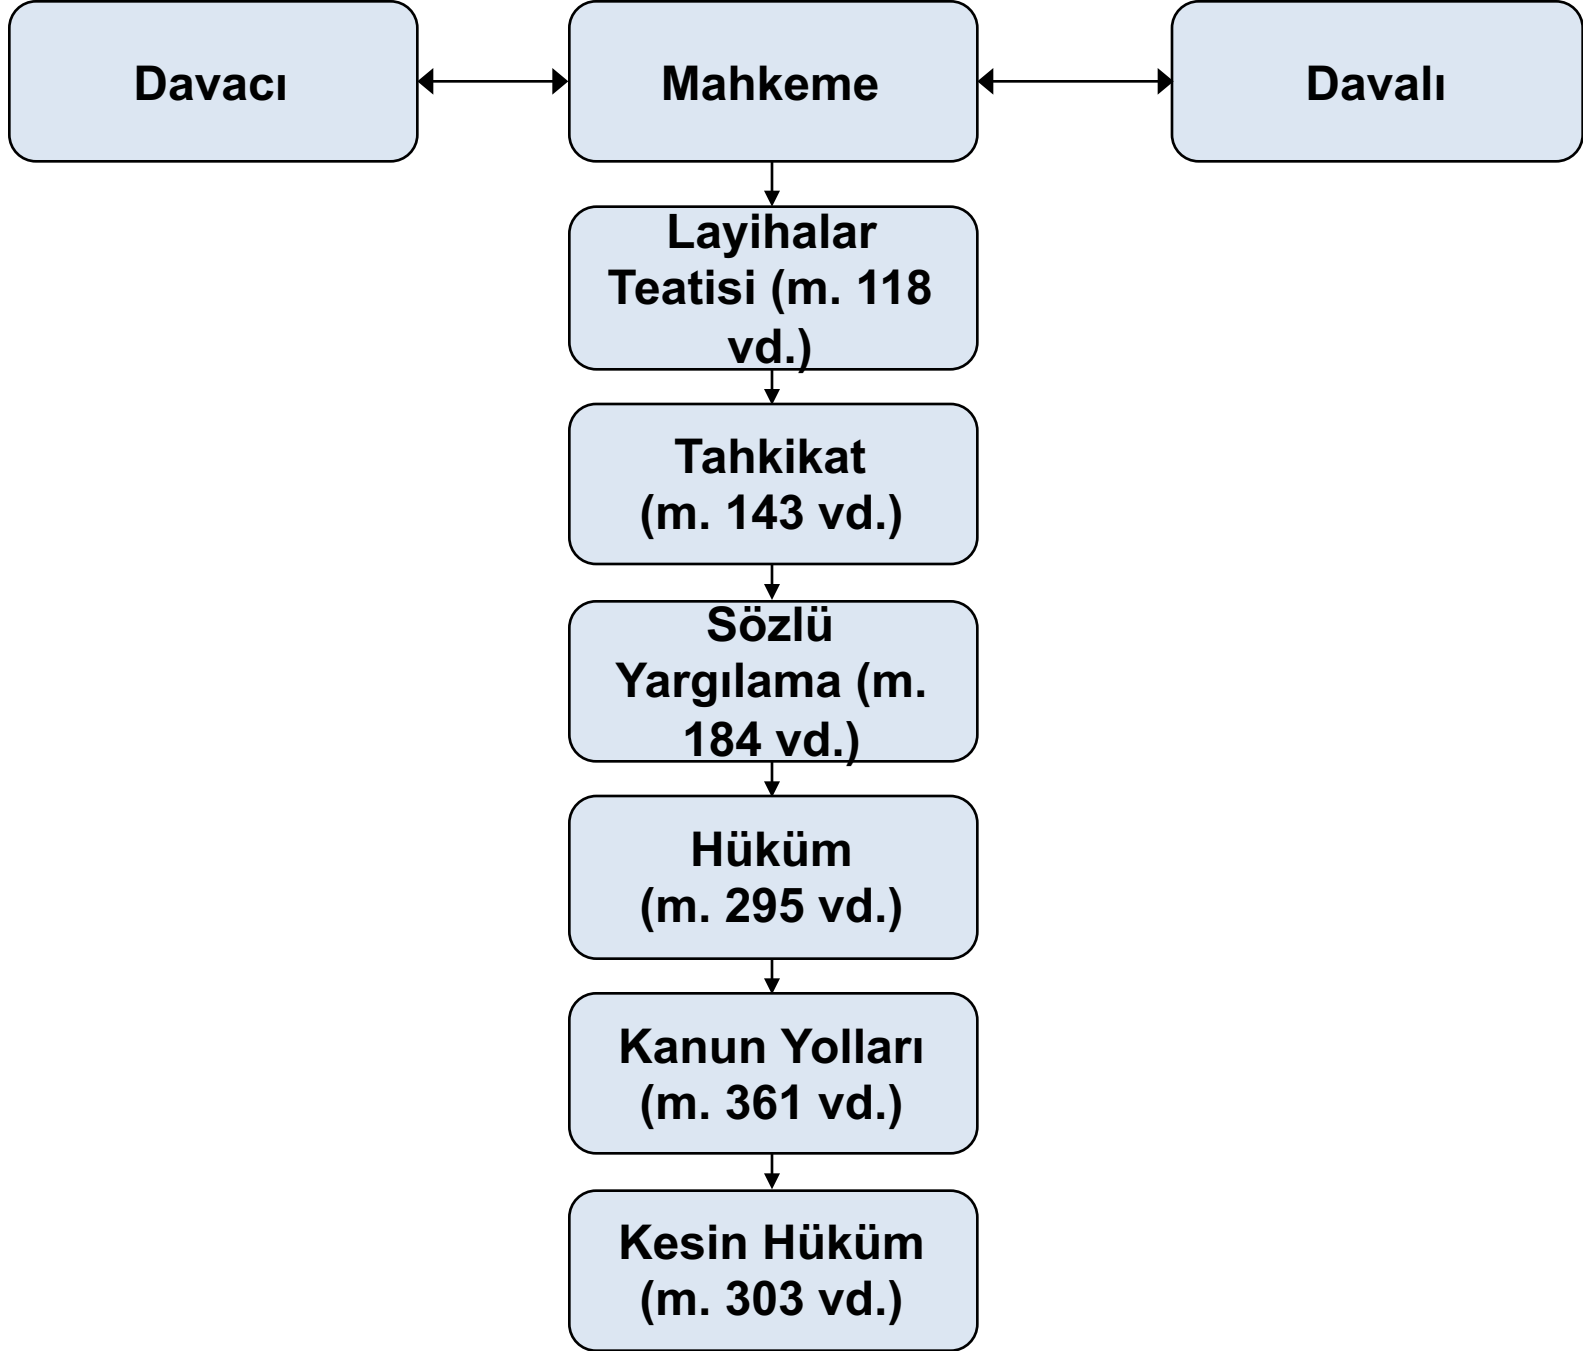 Davacı
Mahkeme
Davalı
Layihalar
Teatisi (m. 118
vd.)
Tahkikat
(m. 143 vd.)
Sözlü
Yargılama (m.
184 vd.)
Hüküm
(m. 295 vd.)
Kanun Yolları
(m. 361 vd.)
Kesin Hüküm
(m. 303 vd.)